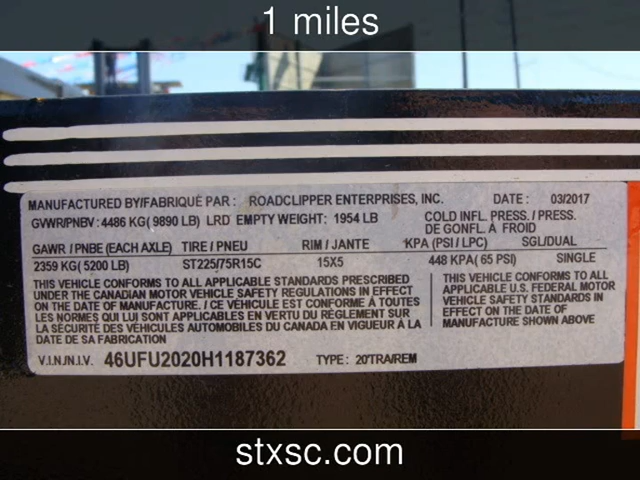 1 miles
MANUFACTURED BY/FABRIQUÉ PAR : ROADCLIPPER ENTERPRISES, INC. DATE : 03/2017
GVWR/PNBV : 4486 KG( 9890 LB) LRD EMPTY WEIGHT: 1954 LB COLD INFL. PRESS. / PRESS.
DE GONFL. À FROID
GAWR / PNBE (EACH AXLE) TIRE / PNEU RIM / JANTE KPA (PSI / LPC) SGL/DUAL
2359 KG( 5200 LB) ST225/75R15C 15X5 448 KPA( 65 PSI) SINGLE
THIS VEHICLE CONFORMS TO ALL APPLICABLE STANDARDS PRESCRIBED
UNDER THE CANADIAN MOTOR VEHICLE SAFETY REGULATIONS IN EFFECT
ON THE DATE OF MANUFACTURE. / CE VÉHICULE EST CONFORME À TOUTES
LES NORMES QUI LUI SONT APPLICABLES EN VERTU DU RÈGLEMENT SUR
LA SÉCURITÉ DES VÉHICULES AUTOMOBILES DU CANADA EN VIGUEUR À LA
DATE DE SA FABRICATION
THIS VEHICLE CONFORMS TO ALL
APPLICABLE U.S. FEDERAL MOTOR
VEHICLE SAFETY STANDARDS IN
EFFECT ON THE DATE OF
MANUFACTURE SHOWN ABOVE
V.I.N./N.I.V. 46UFU2020H1187362 TYPE: 20'TRA/REM
stxsc.com